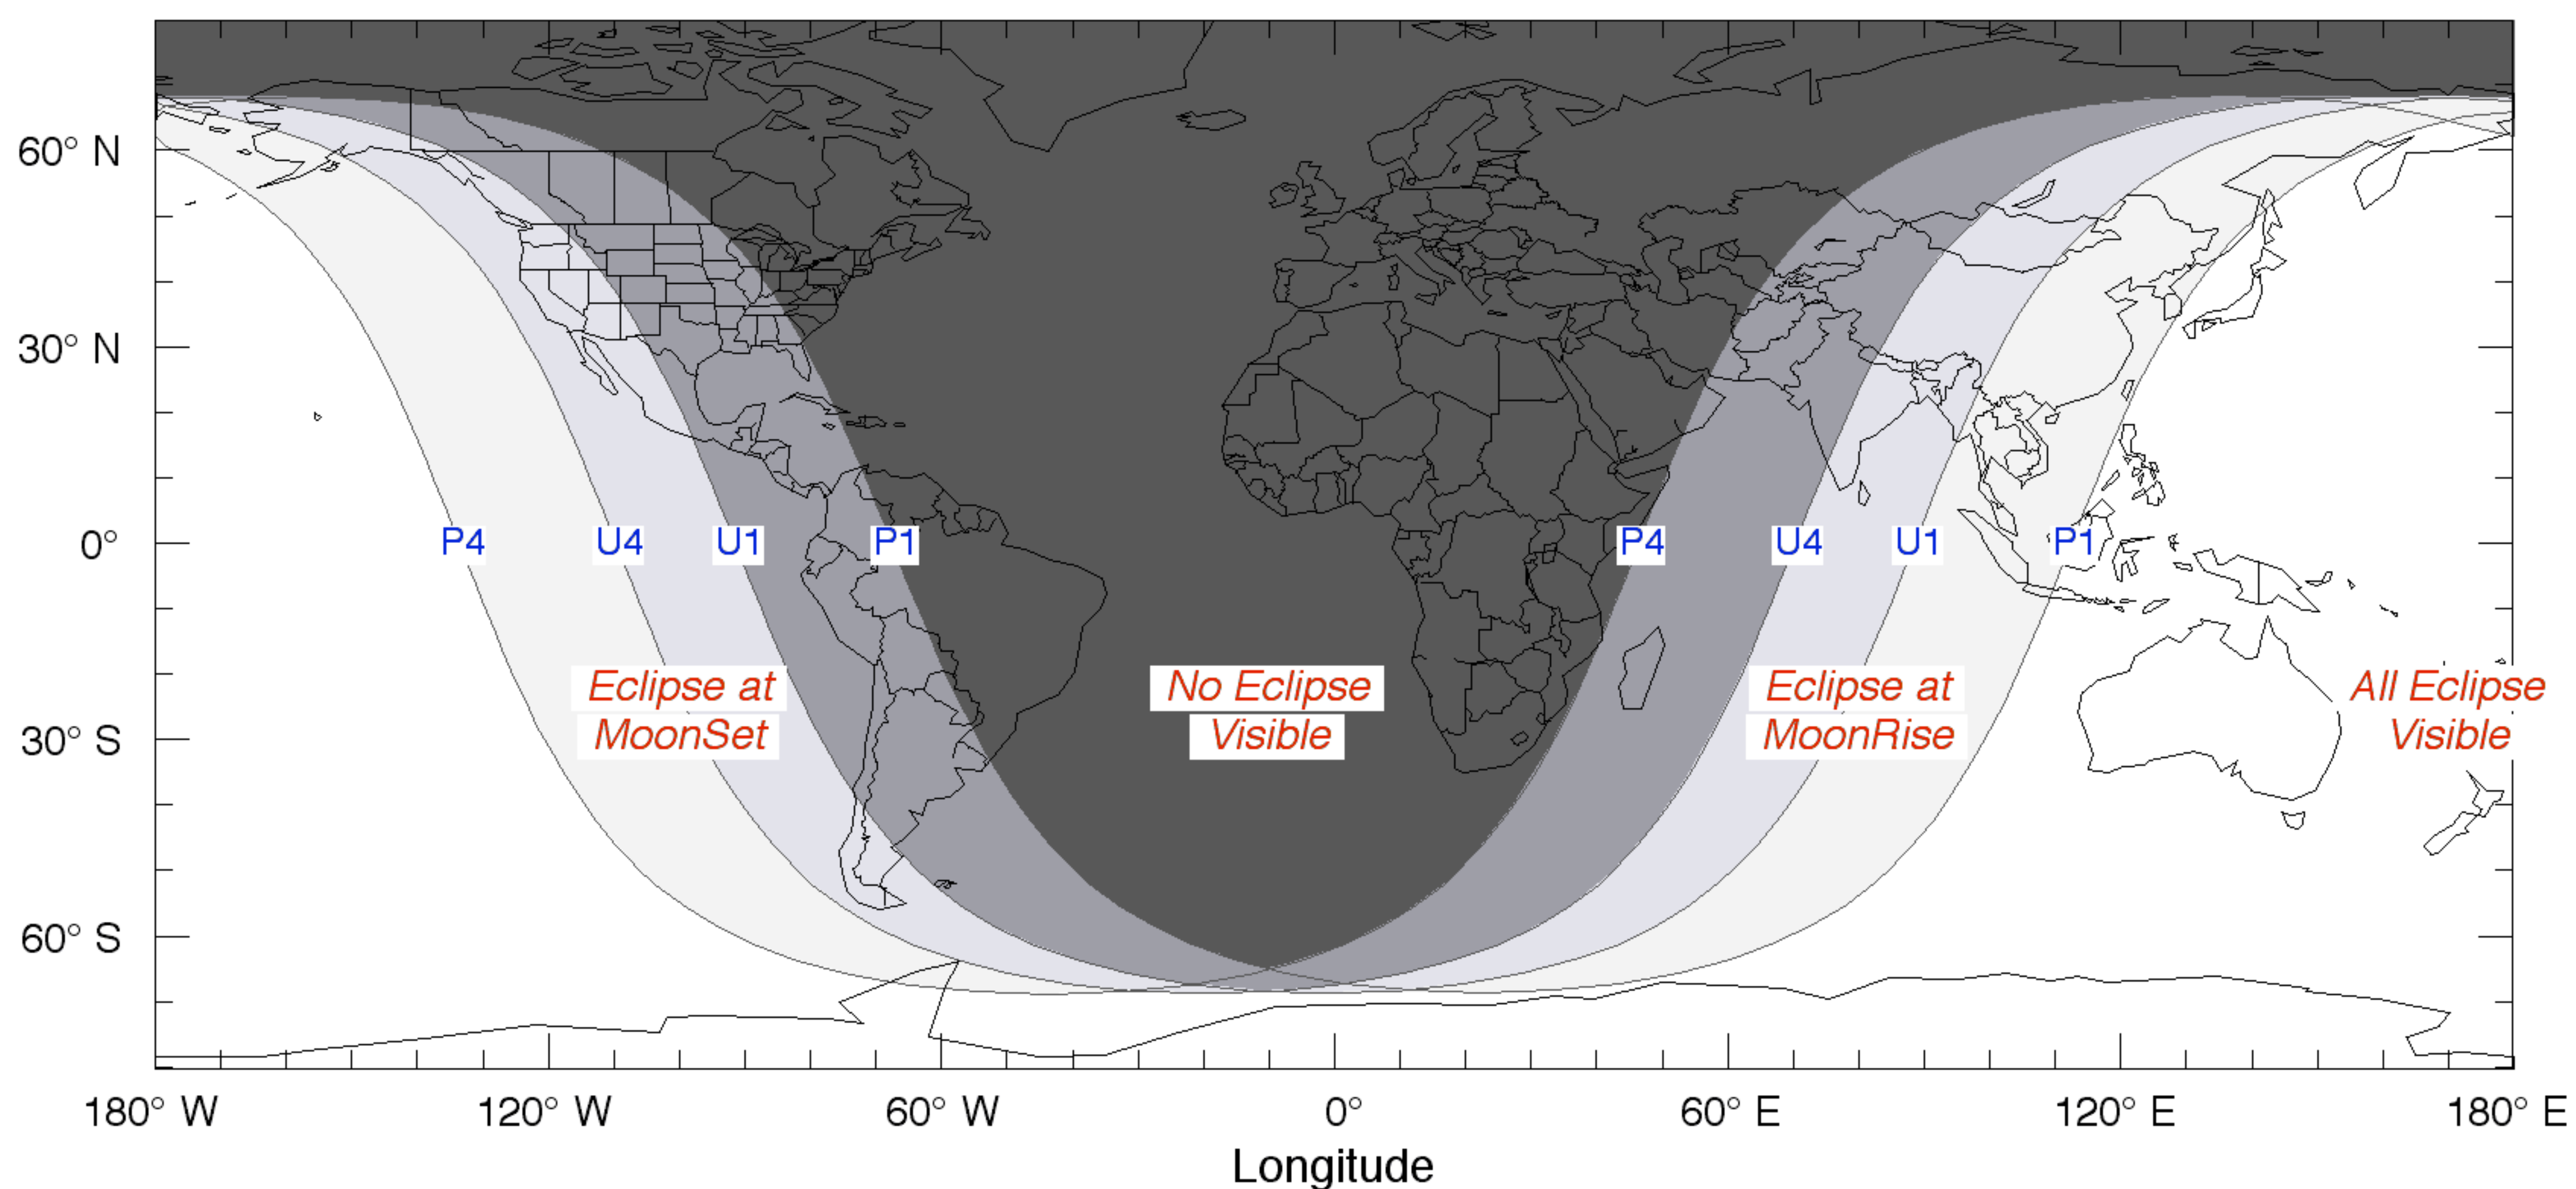 60° N
30° N
0°
30° S
60° S
P4 U4 U1 P1 P4 U4 U1 P1
Eclipse at
MoonSet
No Eclipse
Visible
Eclipse at
MoonRise
All Eclipse
Visible
180° W 120° W 60° W 0° 60° E 120° E 180° E
Longitude